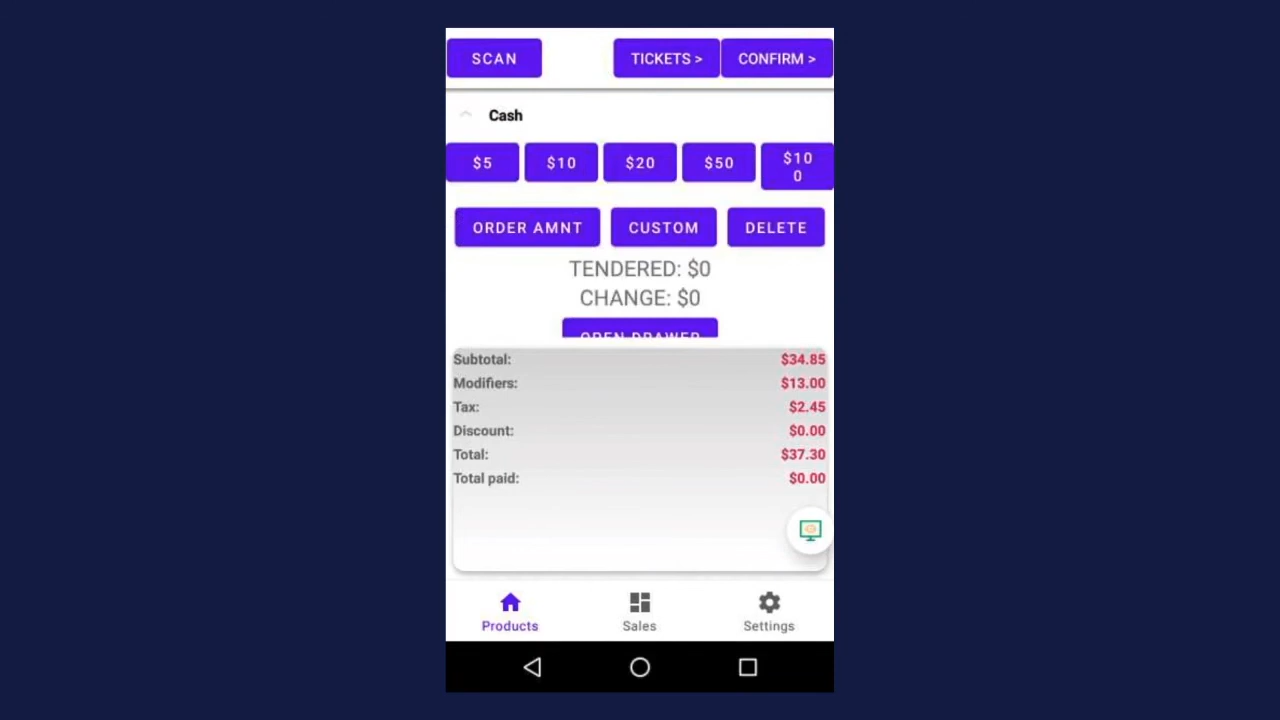 SCAN TICKETS > CONFIRM >
Cash
$5 $10 $20 $50 $10
0
ORDER AMNT CUSTOM DELETE
TENDERED: $0
CHANGE: $0
OPEN DRAWER
Subtotal: $34.85
Modifiers: $13.00
Tax: $2.45
Discount: $0.00
Total: $37.30
Total paid: $0.00
Products Sales Settings